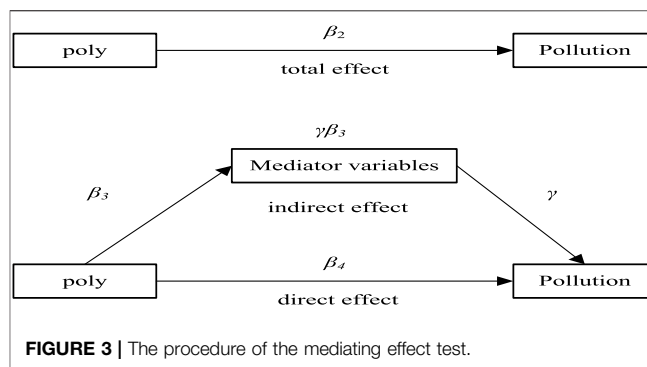 β₂
poly
Pollution
total effect
γβ₃
Mediator variables
β₃
indirect effect
γ
β₄
poly
Pollution
direct effect
FIGURE 3 | The procedure of the mediating effect test.